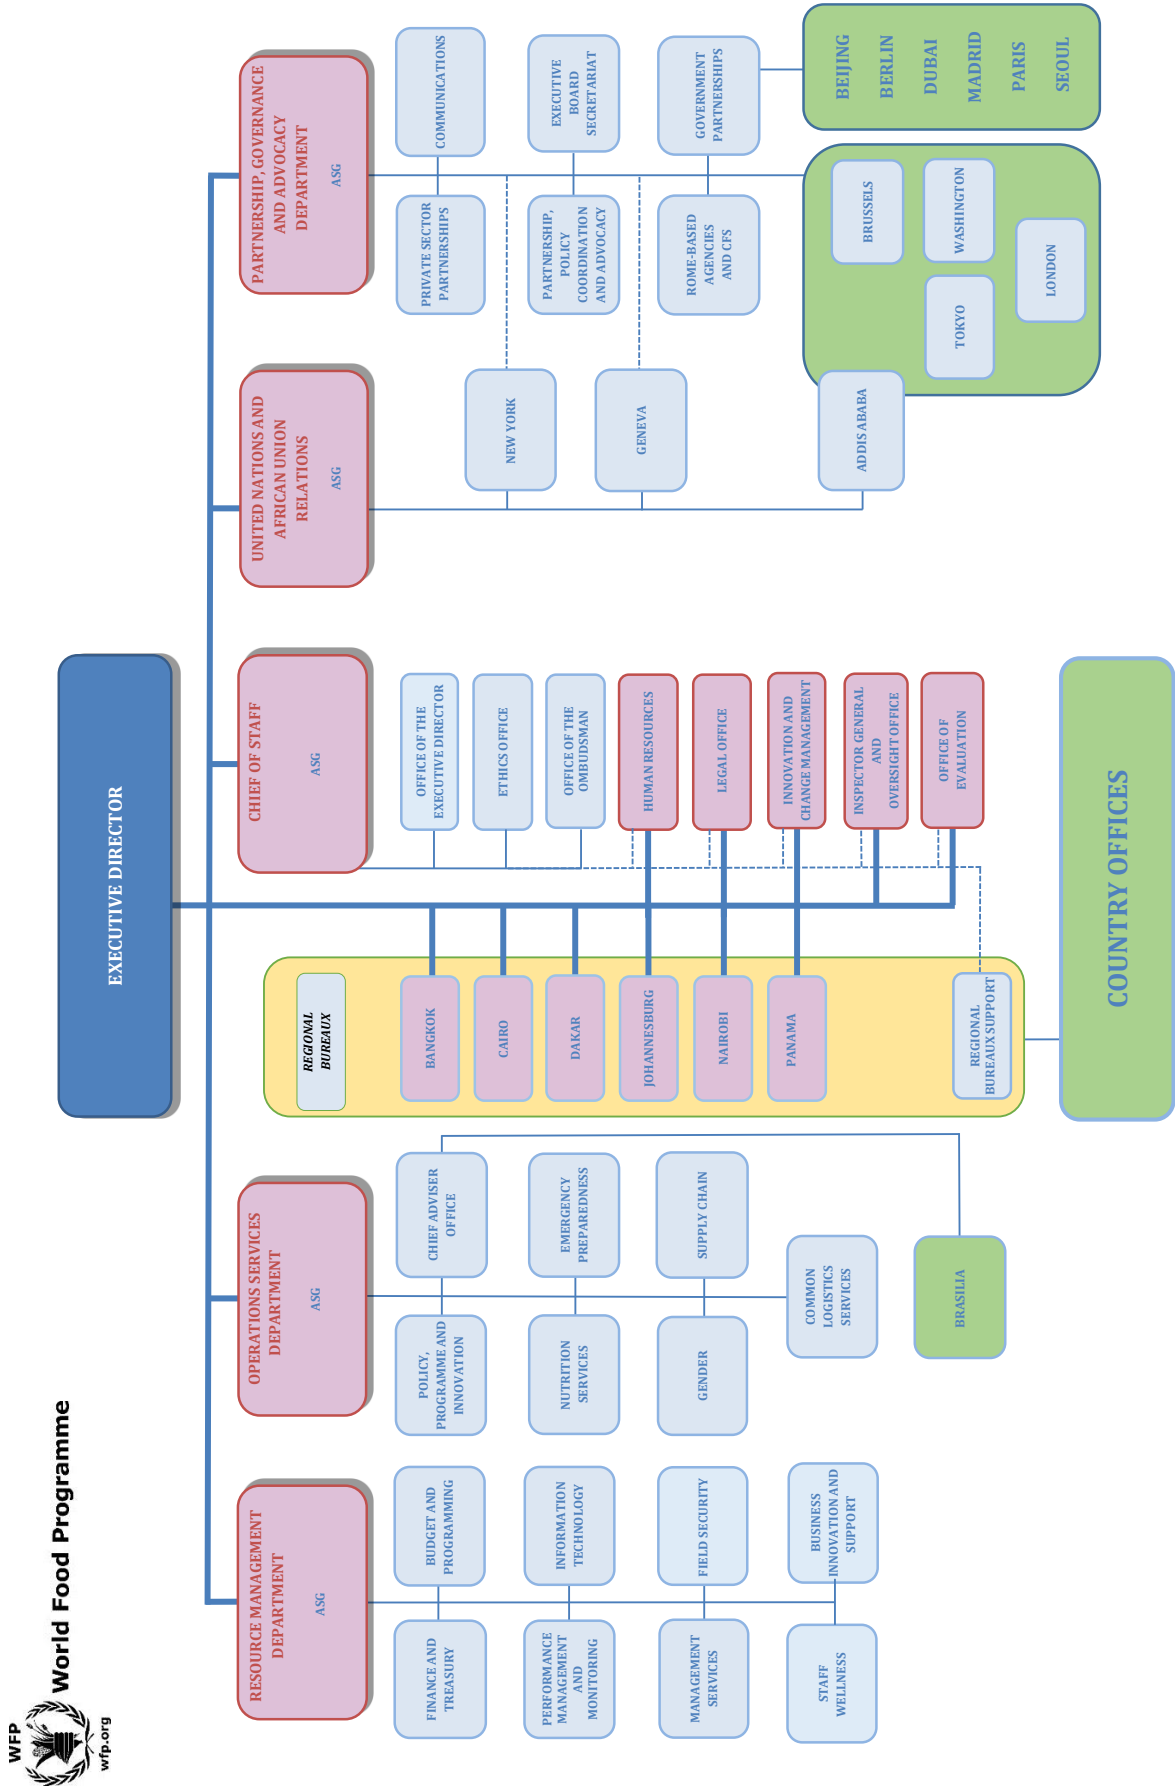 WFP
wfp.org
World Food Programme
EXECUTIVE DIRECTOR
RESOURCE MANAGEMENT
DEPARTMENT
ASG
FINANCE AND
TREASURY
BUDGET AND
PROGRAMMING
PERFORMANCE
MANAGEMENT
AND
MONITORING
INFORMATION
TECHNOLOGY
MANAGEMENT
SERVICES
FIELD SECURITY
STAFF
WELLNESS
BUSINESS
INNOVATION AND
SUPPORT
OPERATIONS SERVICES
DEPARTMENT
ASG
POLICY,
PROGRAMME AND
INNOVATION
CHIEF ADVISER
OFFICE
NUTRITION
SERVICES
EMERGENCY
PREPAREDNESS
GENDER
SUPPLY CHAIN
COMMON
LOGISTICS
SERVICES
BRASILIA
REGIONAL
BUREAUX
BANGKOK
CAIRO
DAKAR
JOHANNESBURG
NAIROBI
PANAMA
REGIONAL
BUREAUX SUPPORT
CHIEF OF STAFF
ASG
OFFICE OF THE
EXECUTIVE DIRECTOR
ETHICS OFFICE
OFFICE OF THE
OMBUDSMAN
HUMAN RESOURCES
LEGAL OFFICE
INNOVATION AND
CHANGE MANAGEMENT
INSPECTOR GENERAL
AND
OVERSIGHT OFFICE
OFFICE OF
EVALUATION
COUNTRY OFFICES
UNITED NATIONS AND
AFRICAN UNION
RELATIONS
ASG
NEW YORK
GENEVA
ADDIS ABABA
PARTNERSHIP, GOVERNANCE
AND ADVOCACY
DEPARTMENT
ASG
PRIVATE SECTOR
PARTNERSHIPS
COMMUNICATIONS
PARTNERSHIP,
POLICY
COORDINATION
AND ADVOCACY
EXECUTIVE
BOARD
SECRETARIAT
ROME-BASED
AGENCIES
AND CFS
GOVERNMENT
PARTNERSHIPS
BRUSSELS
TOKYO
WASHINGTON
LONDON
BEIJING
BERLIN
DUBAI
MADRID
PARIS
SEOUL